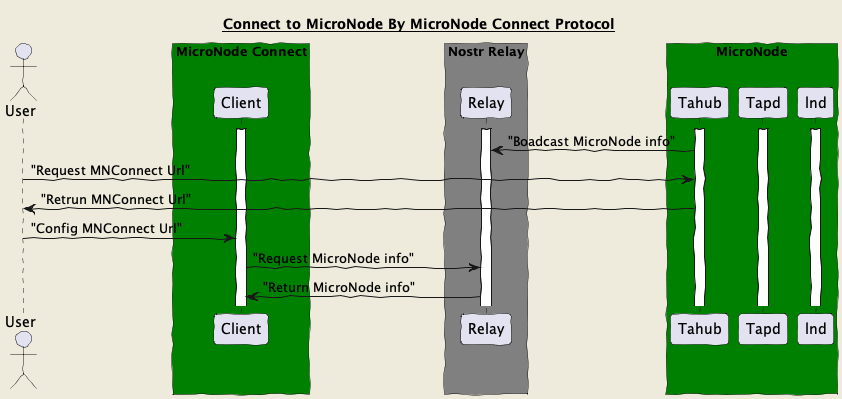 Connect to MicroNode By MicroNode Connect Protocol
MicroNode Connect
Nostr Relay
MicroNode
User
Client
Relay
Tahub
Tapd
lnd
"Boadcast MicroNode info"
"Request MNConnect Url"
"Retrun MNConnect Url"
"Config MNConnect Url"
"Request MicroNode info"
"Return MicroNode info"
User
Client
Relay
Tahub
Tapd
lnd